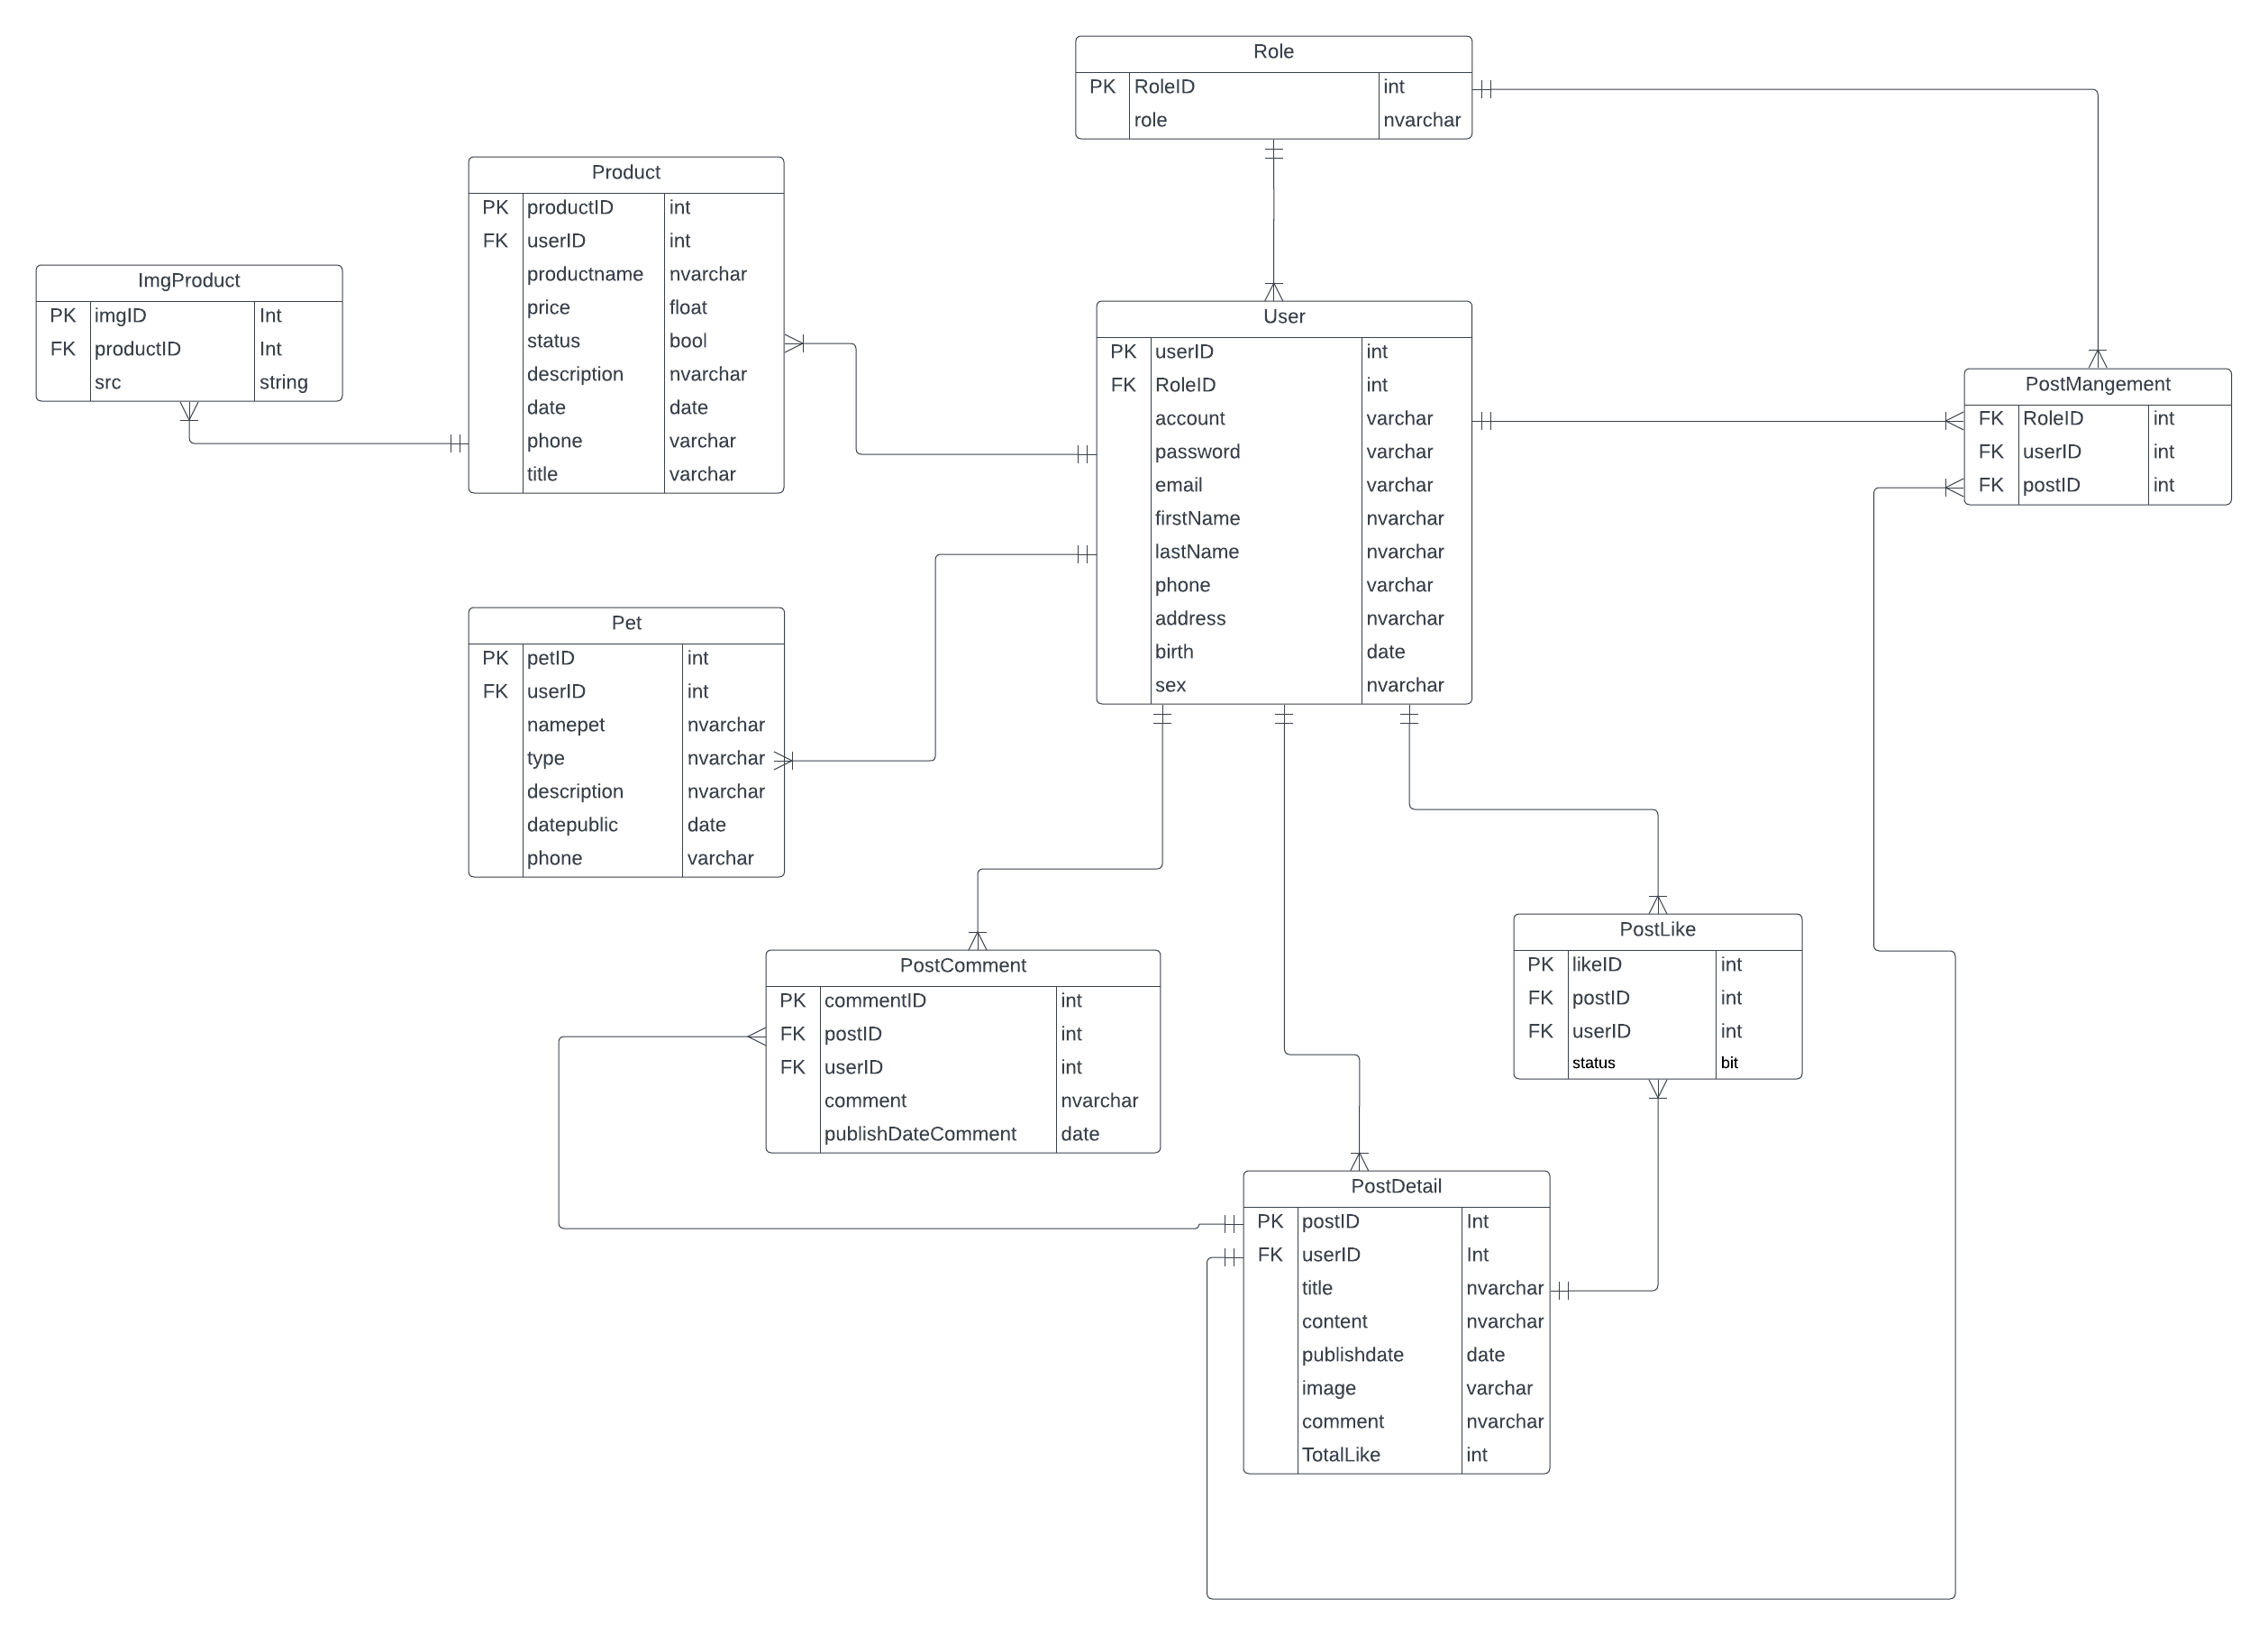 Role
PK RoleID int
role nvarchar
Product
PK productID int
FK userID int
productname nvarchar
price float
status bool
description nvarchar
date date
phone varchar
title varchar
ImgProduct
PK imgID Int
FK productID Int
src string
User
PK userID int
FK RoleID int
account varchar
password varchar
email varchar
firstName nvarchar
lastName nvarchar
phone varchar
address nvarchar
birth date
sex nvarchar
PostMangement
FK RoleID int
FK userID int
FK postID int
Pet
PK petID int
FK userID int
namepet nvarchar
type nvarchar
description nvarchar
datepublic date
phone varchar
PostLike
PK likeID int
FK postID int
FK userID int
status bit
PostComment
PK commentID int
FK postID int
FK userID int
comment nvarchar
publishDateComment date
PostDetail
PK postID Int
FK userID Int
title nvarchar
content nvarchar
publishdate date
image varchar
comment nvarchar
TotalLike int